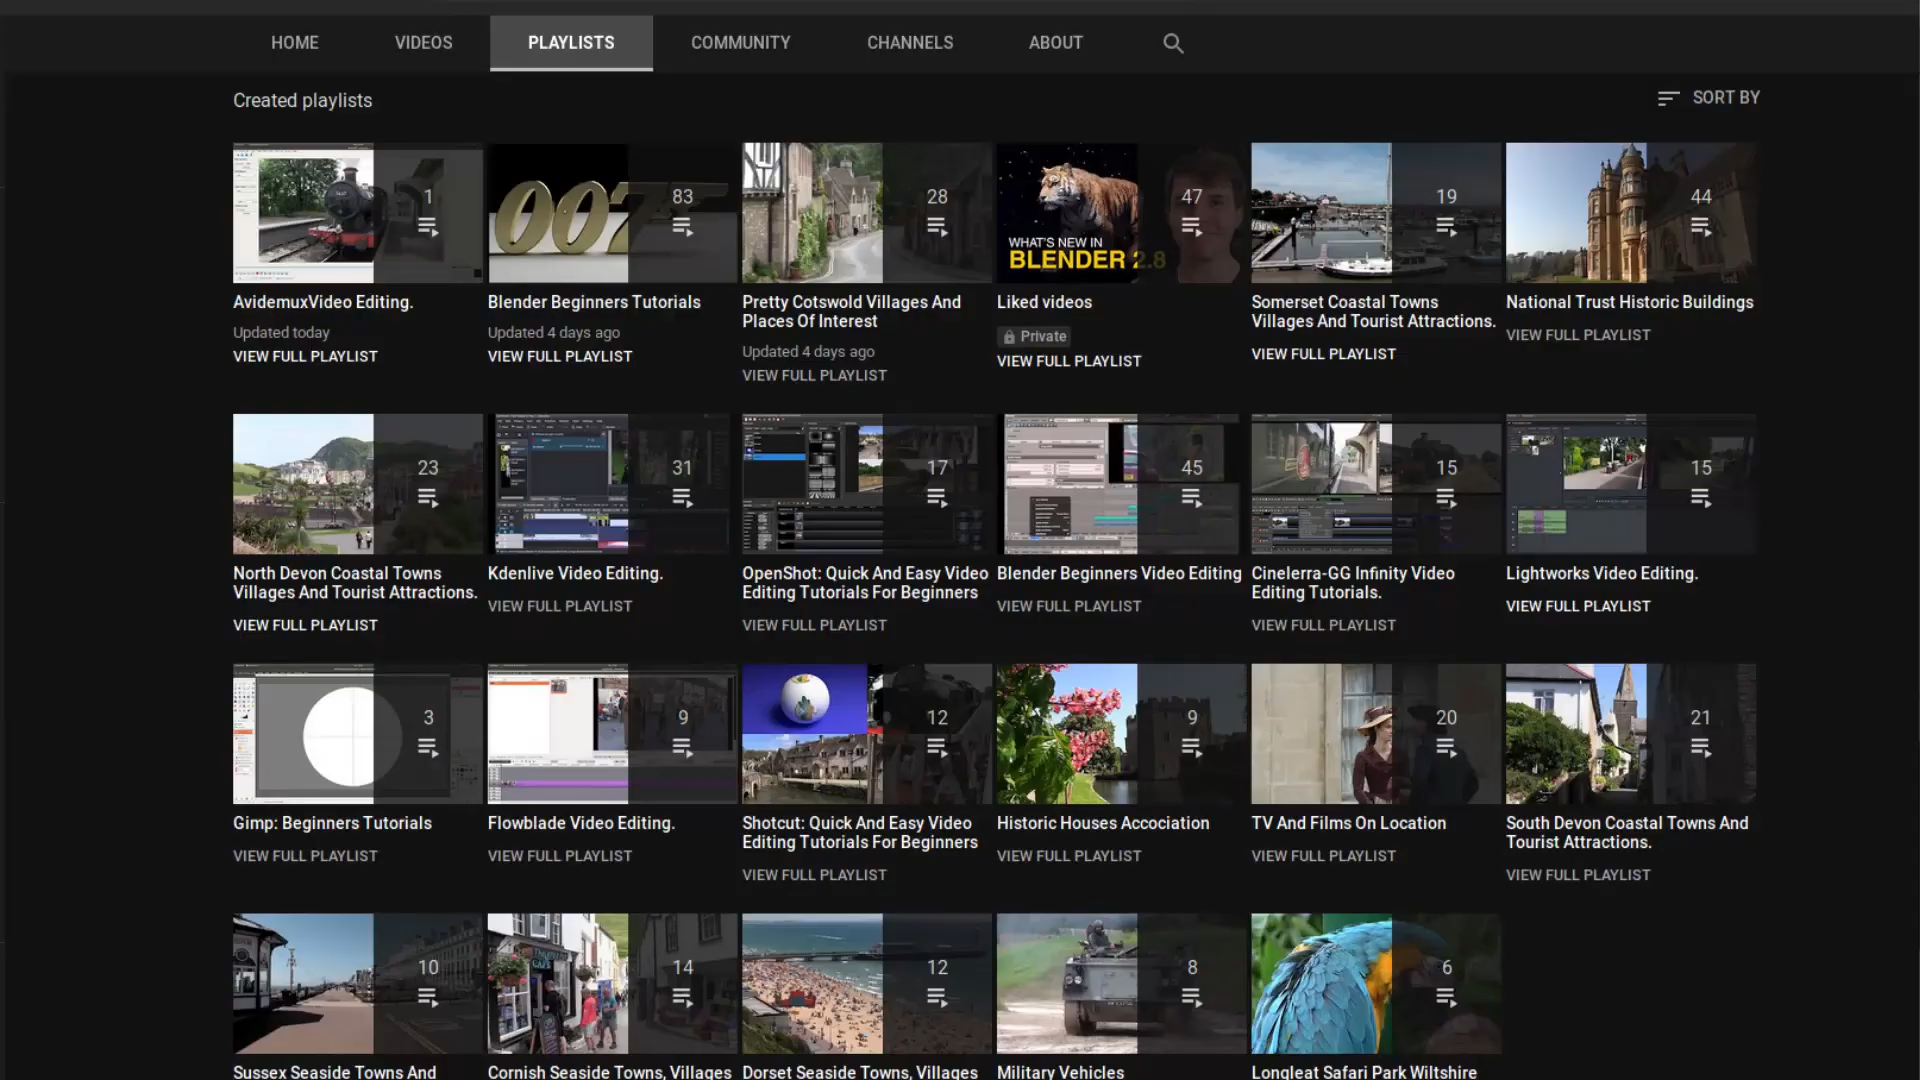 HOME VIDEOS PLAYLISTS COMMUNITY CHANNELS ABOUT
Created playlists SORT BY
1 83 28 47 19 44
007
WHAT'S NEW IN
BLENDER 2.8
AvidemuxVideo Editing.
Updated today
VIEW FULL PLAYLIST
Blender Beginners Tutorials
Updated 4 days ago
VIEW FULL PLAYLIST
Pretty Cotswold Villages And
Places Of Interest
Updated 4 days ago
VIEW FULL PLAYLIST
Liked videos
Private
VIEW FULL PLAYLIST
Somerset Coastal Towns
Villages And Tourist Attractions.
VIEW FULL PLAYLIST
National Trust Historic Buildings
VIEW FULL PLAYLIST
23 31 17 45 15 15
North Devon Coastal Towns
Villages And Tourist Attractions.
VIEW FULL PLAYLIST
Kdenlive Video Editing.
VIEW FULL PLAYLIST
OpenShot: Quick And Easy Video
Editing Tutorials For Beginners
VIEW FULL PLAYLIST
Blender Beginners Video Editing
VIEW FULL PLAYLIST
Cinelerra-GG Infinity Video
Editing Tutorials.
VIEW FULL PLAYLIST
Lightworks Video Editing.
VIEW FULL PLAYLIST
3 9 12 9 20 21
Gimp: Beginners Tutorials
VIEW FULL PLAYLIST
Flowblade Video Editing.
VIEW FULL PLAYLIST
Shotcut: Quick And Easy Video
Editing Tutorials For Beginners
VIEW FULL PLAYLIST
Historic Houses Accociation
VIEW FULL PLAYLIST
TV And Films On Location
VIEW FULL PLAYLIST
South Devon Coastal Towns And
Tourist Attractions.
VIEW FULL PLAYLIST
10 14 12 8 6
CAFE
Sussex Seaside Towns And
Cornish Seaside Towns, Villages
Dorset Seaside Towns, Villages
Military Vehicles
Longleat Safari Park Wiltshire